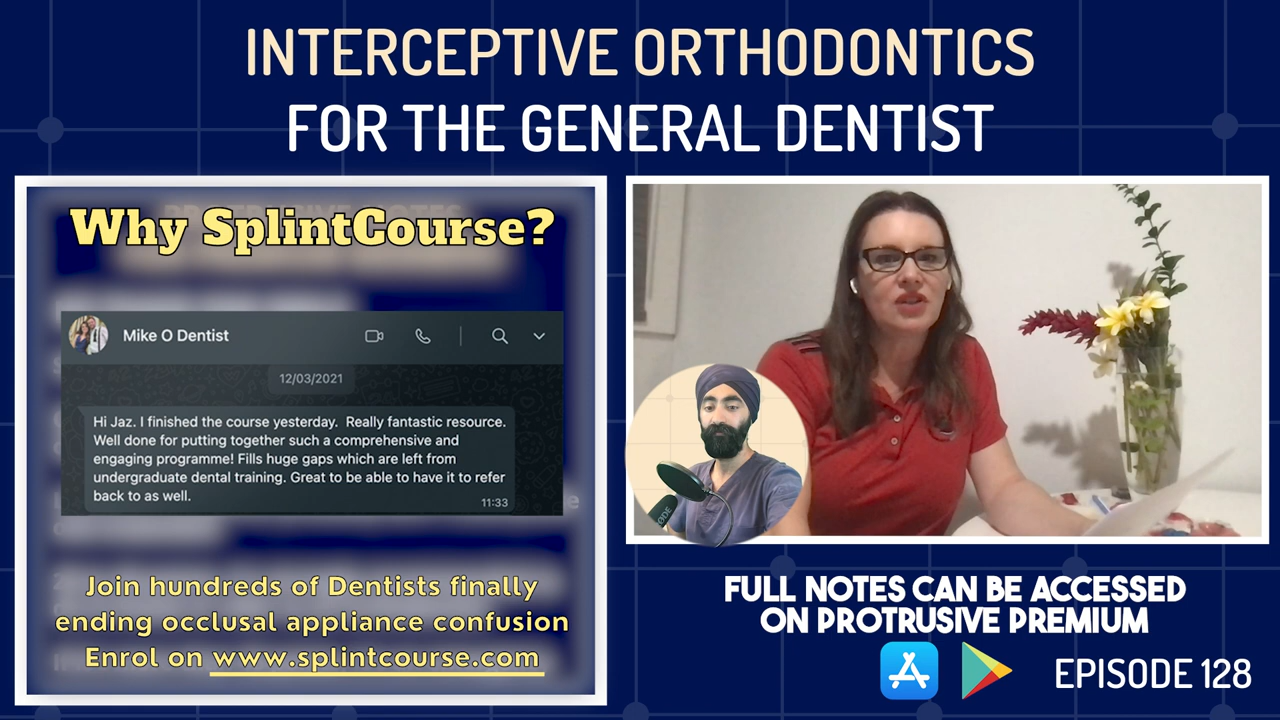 INTERCEPTIVE ORTHODONTICS
FOR THE GENERAL DENTIST
Why SplintCourse?
Mike O Dentist
12/03/2021
Hi Jaz. I finished the course yesterday. Really fantastic resource.
Well done for putting together such a comprehensive and
engaging programme! Fills huge gaps which are left from
undergraduate dental training. Great to be able to have it to refer
back to as well.
11:33
Join hundreds of Dentists finally
ending occlusal appliance confusion
Enrol on www.splintcourse.com
FULL NOTES CAN BE ACCESSED
ON PROTRUSIVE PREMIUM
EPISODE 128